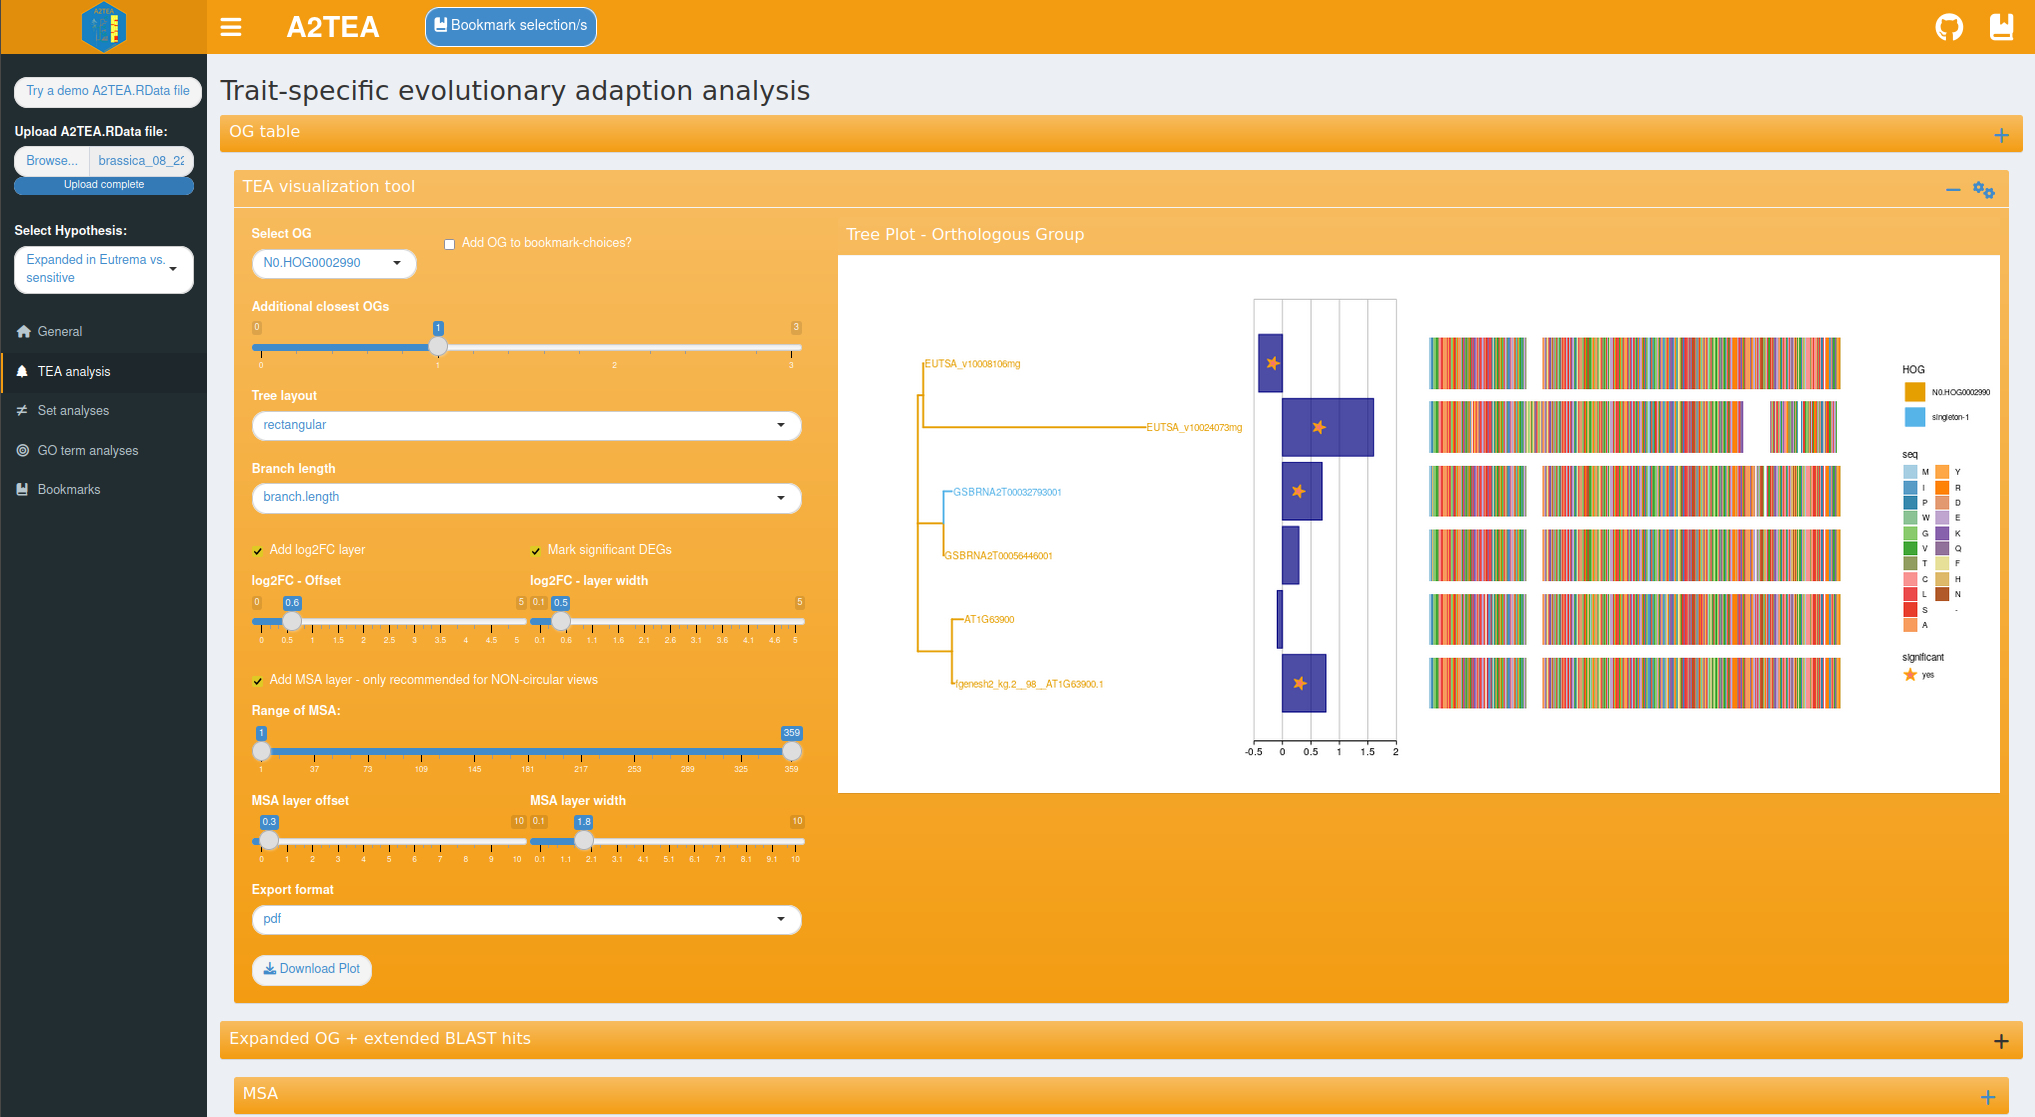 A2TEA
A2TEA
Bookmark selection/s
Try a demo A2TEA.RData file
Upload A2TEA.RData file:
Browse... brassica_08_22
Upload complete
Select Hypothesis:
Expanded in Eutrema vs.
sensitive
General
TEA analysis
Set analyses
GO term analyses
Bookmarks
Trait-specific evolutionary adaption analysis
OG table
TEA visualization tool
Select OG
Add OG to bookmark-choices?
N0.HOG0002990
Additional closest OGs
0 1 3
0 1 2 3
Tree layout
rectangular
Branch length
branch.length
Add log2FC layer
Mark significant DEGs
log2FC - Offset
log2FC - layer width
0 0.6 5
0.1 0.5 5
0 0.5 1 1.5 2 2.5 3 3.5 4 4.5 5
0.1 0.6 1.1 1.6 2.1 2.6 3.1 3.6 4.1 4.6 5
Add MSA layer - only recommended for NON-circular views
Range of MSA:
1 359
1 37 73 109 145 181 217 253 289 325 359
MSA layer offset
MSA layer width
0.3 10
0.1 1.8 10
0 1 2 3 4 5 6 7 8 9 10
0.1 1.1 2.1 3.1 4.1 5.1 6.1 7.1 8.1 9.1 10
Export format
pdf
Download Plot
Tree Plot - Orthologous Group
EUTSA_v10008106mg
EUTSA_v10024073mg
GSBRNA2T00032793001
GSBRNA2T00056446001
AT1G63900
fgenesh2_kg.2__98__AT1G63900.1
-0.5 0 0.5 1 1.5 2
HOG
N0.HOG0002990
singleton-1
seq
M Y
I R
P D
W E
G K
V Q
T F
C H
L N
S -
A
significant
yes
Expanded OG + extended BLAST hits
MSA